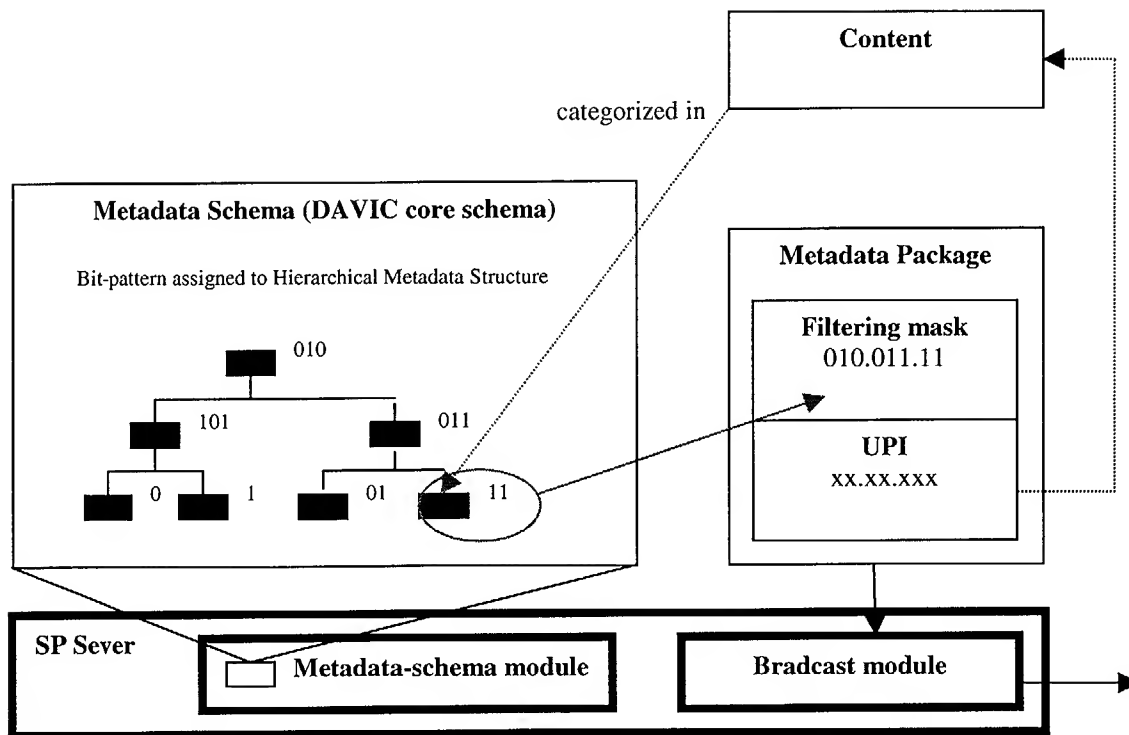 Content
categorized in
Metadata Schema (DAVIC core schema)
Bit-pattern assigned to Hierarchical Metadata Structure
010
101
011
0
1
01
11
Metadata Package
Filtering mask
010.011.11
UPI
xx.xx.xxx
SP Sever
Metadata-schema module
Bradcast module